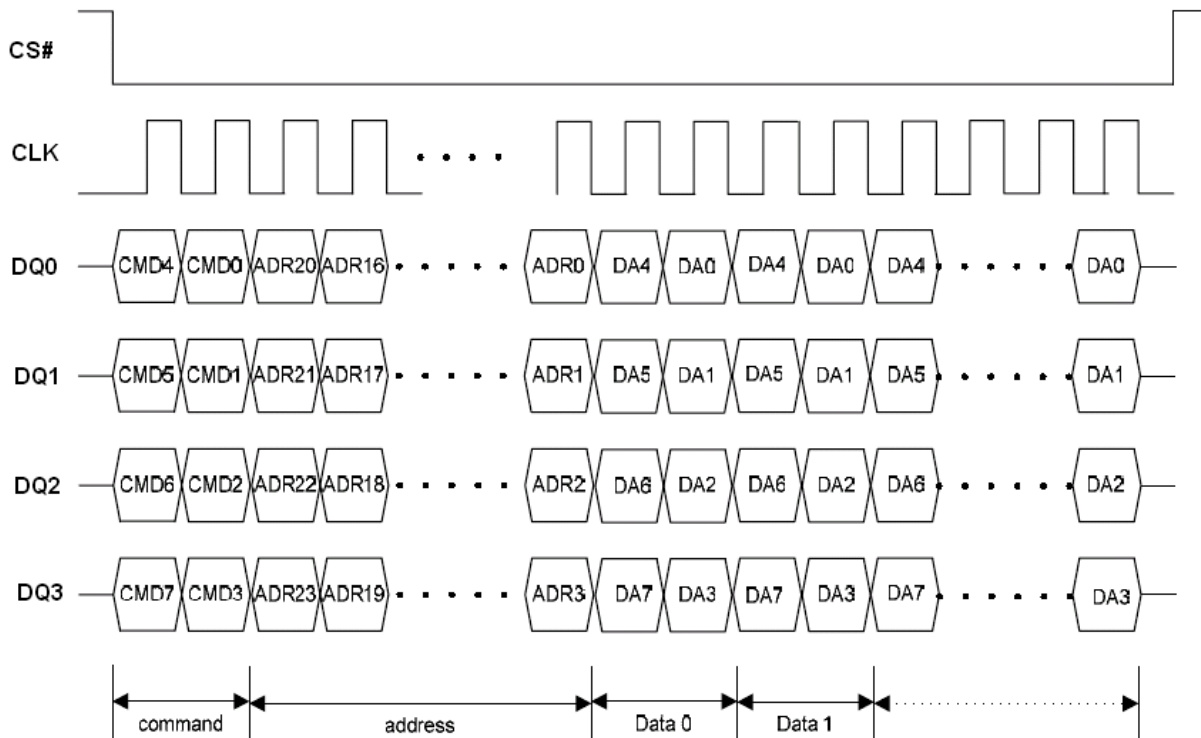 CS#
CLK
DQ0 CMD4 CMD0 ADR20 ADR16 ADR0 DA4 DA0 DA4 DA0 DA4 DA0
DQ1 CMD5 CMD1 ADR21 ADR17 ADR1 DA5 DA1 DA5 DA1 DA5 DA1
DQ2 CMD6 CMD2 ADR22 ADR18 ADR2 DA6 DA2 DA6 DA2 DA6 DA2
DQ3 CMD7 CMD3 ADR23 ADR19 ADR3 DA7 DA3 DA7 DA3 DA7 DA3
command address Data 0 Data 1